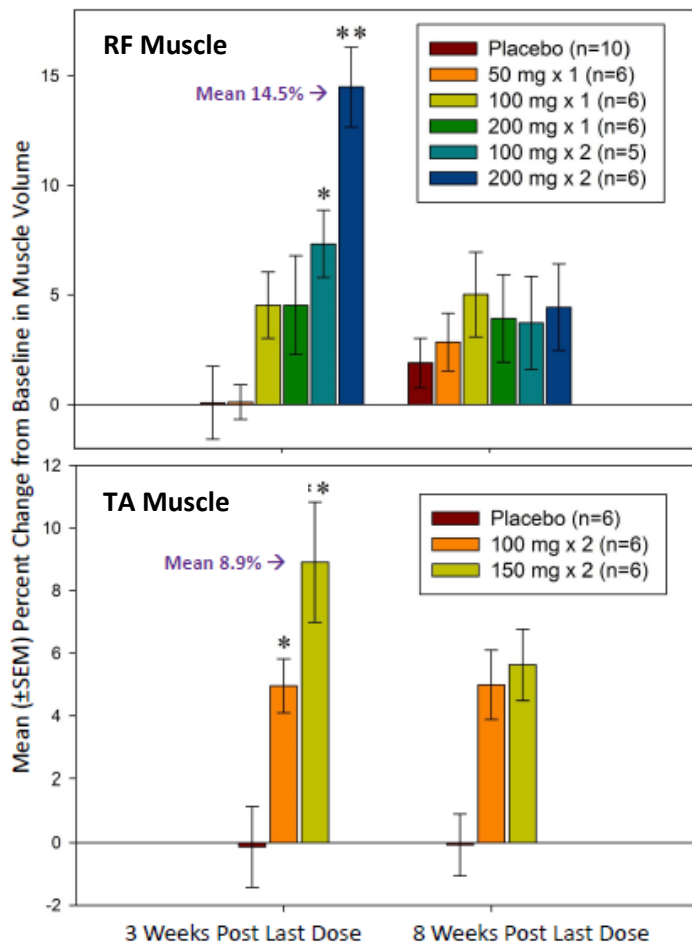 Mean (±SEM) Percent Change from Baseline in Muscle Volume
RF Muscle
**
Mean 14.5% →
*
Placebo (n=10)
50 mg x 1 (n=6)
100 mg x 1 (n=6)
200 mg x 1 (n=6)
100 mg x 2 (n=5)
200 mg x 2 (n=6)
15
10
5
0
TA Muscle
**
Mean 8.9% →
*
Placebo (n=6)
100 mg x 2 (n=6)
150 mg x 2 (n=6)
12
10
8
6
4
2
0
-2
3 Weeks Post Last Dose
8 Weeks Post Last Dose